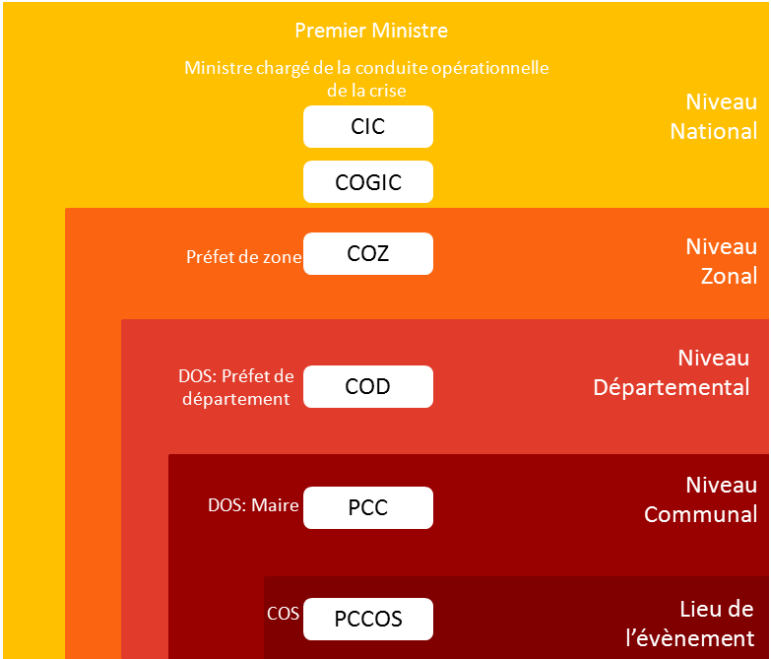 Premier Ministre
Ministre chargé de la conduite opérationnelle
de la crise
CIC
COGIC
Niveau
National
Préfet de zone
COZ
Niveau
Zonal
DOS: Préfet de
département
COD
Niveau
Départemental
DOS: Maire
PCC
Niveau
Communal
COS
PCCOS
Lieu de
l'évènement